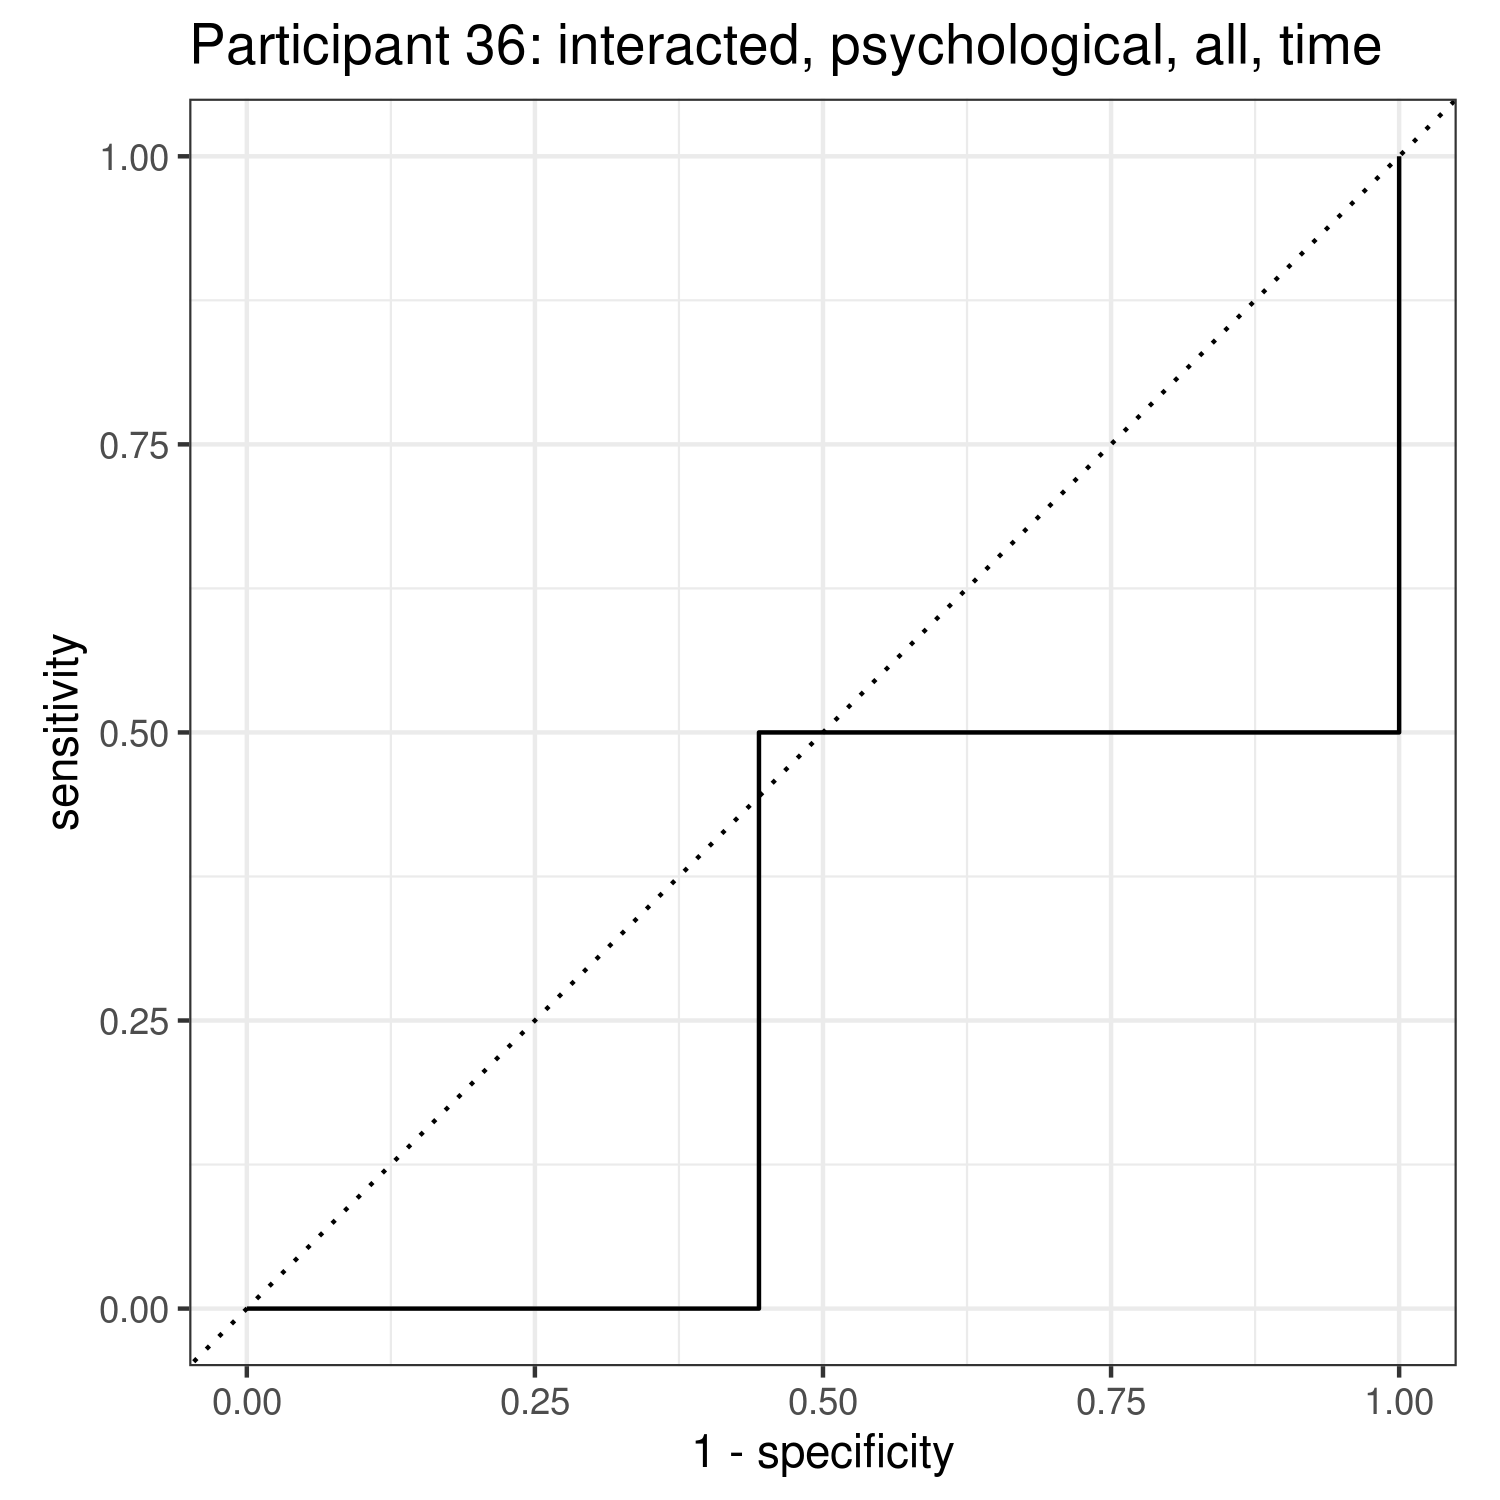 Participant 36: interacted, psychological, all, time
1.00
0.75
0.50
0.25
0.00
sensitivity
0.00 0.25 0.50 0.75 1.00
1 - specificity